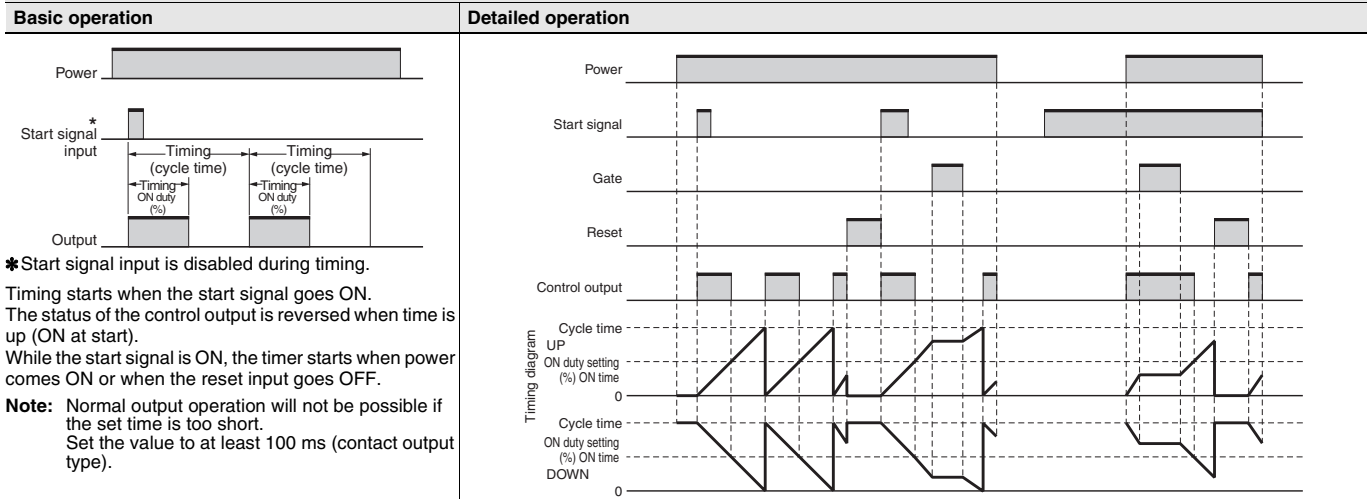 Basic operation
Detailed operation
Power
*
Start signal
input
Timing
(cycle time)
Timing
(cycle time)
Timing
ON duty
(%)
Timing
ON duty
(%)
Output
✱Start signal input is disabled during timing.
Timing starts when the start signal goes ON.
The status of the control output is reversed when time is
up (ON at start).
While the start signal is ON, the timer starts when power
comes ON or when the reset input goes OFF.
Note: Normal output operation will not be possible if
the set time is too short.
Set the value to at least 100 ms (contact output
type).
Power
Start signal
Gate
Reset
Control output
Timing diagram
Cycle time
UP
ON duty setting
(%) ON time
0
Cycle time
ON duty setting
(%) ON time
DOWN
0